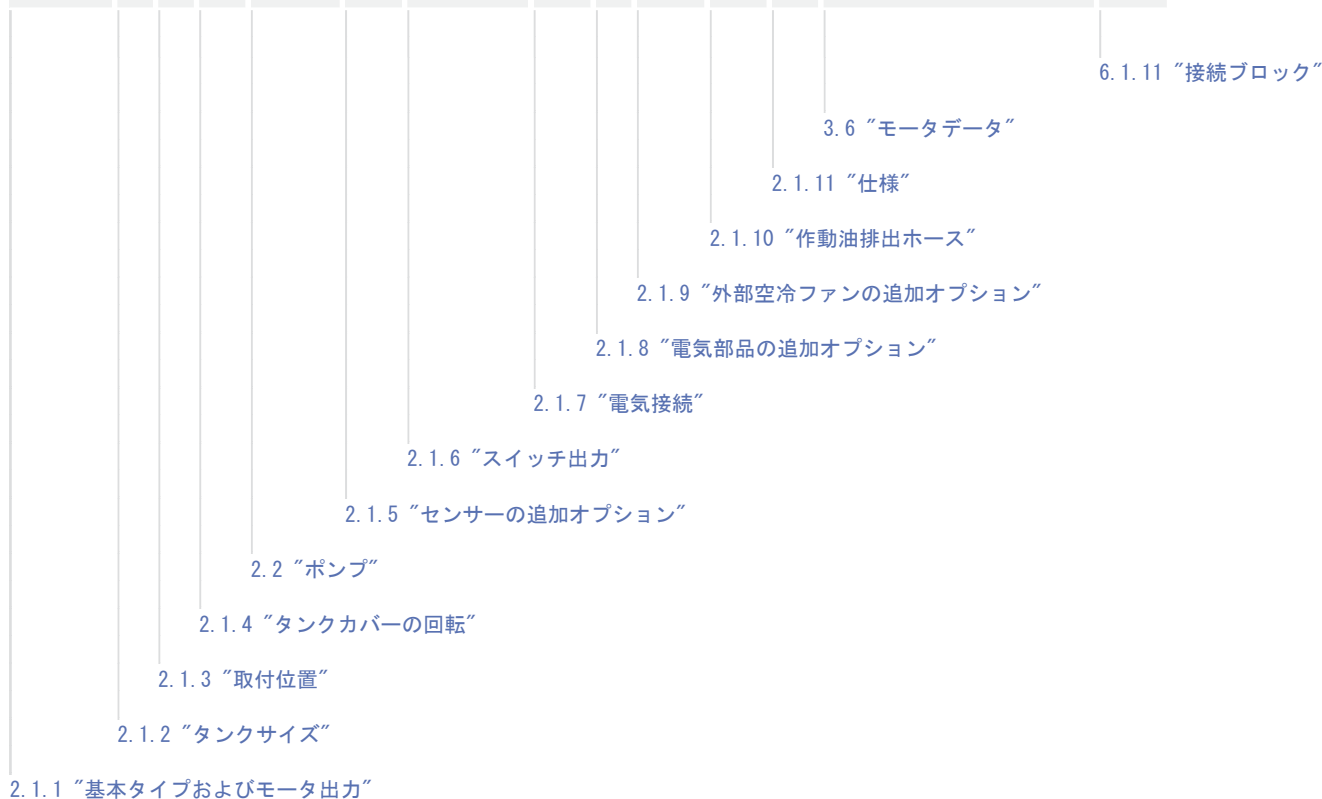 6.1.11 "接続ブロック"
3.6 "モータデータ"
2.1.11 "仕様"
2.1.10 "作動油排出ホース"
2.1.9 "外部空冷ファンの追加オプション"
2.1.8 "電気部品の追加オプション"
2.1.7 "電気接続"
2.1.6 "スイッチ出力"
2.1.5 "センサーの追加オプション"
2.2 "ポンプ"
2.1.4 "タンクカバーの回転"
2.1.3 "取付位置"
2.1.2 "タンクサイズ"
2.1.1 "基本タイプおよびモータ出力"